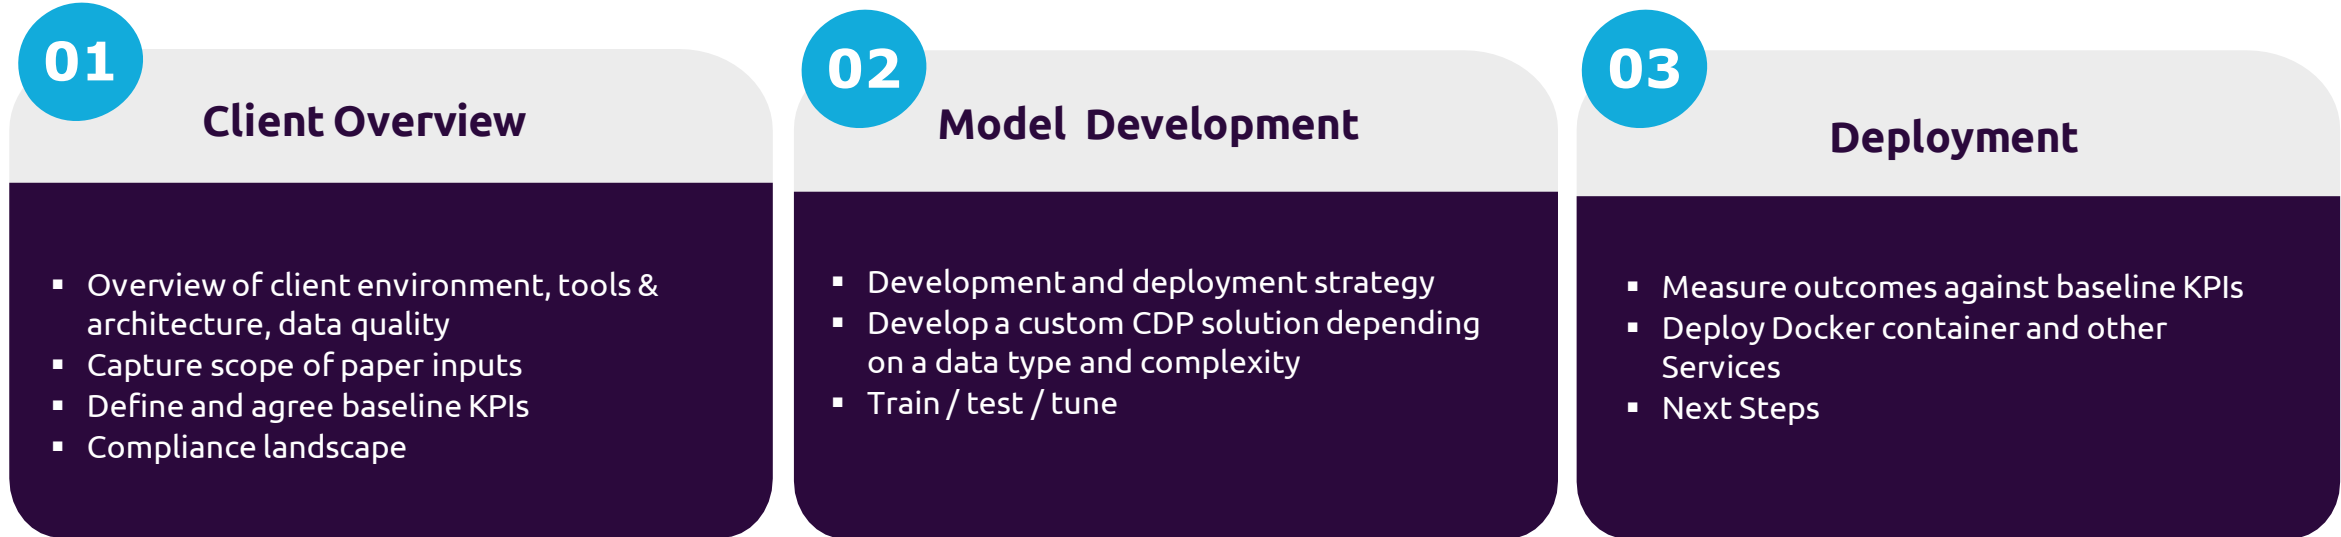 01
Client Overview
▪ Overview of client environment, tools &
architecture, data quality
▪ Capture scope of paper inputs
▪ Define and agree baseline KPIs
▪ Compliance landscape
02
Model Development
▪ Development and deployment strategy
▪ Develop a custom CDP solution depending
on a data type and complexity
▪ Train / test / tune
03
Deployment
▪ Measure outcomes against baseline KPIs
▪ Deploy Docker container and other
Services
▪ Next Steps